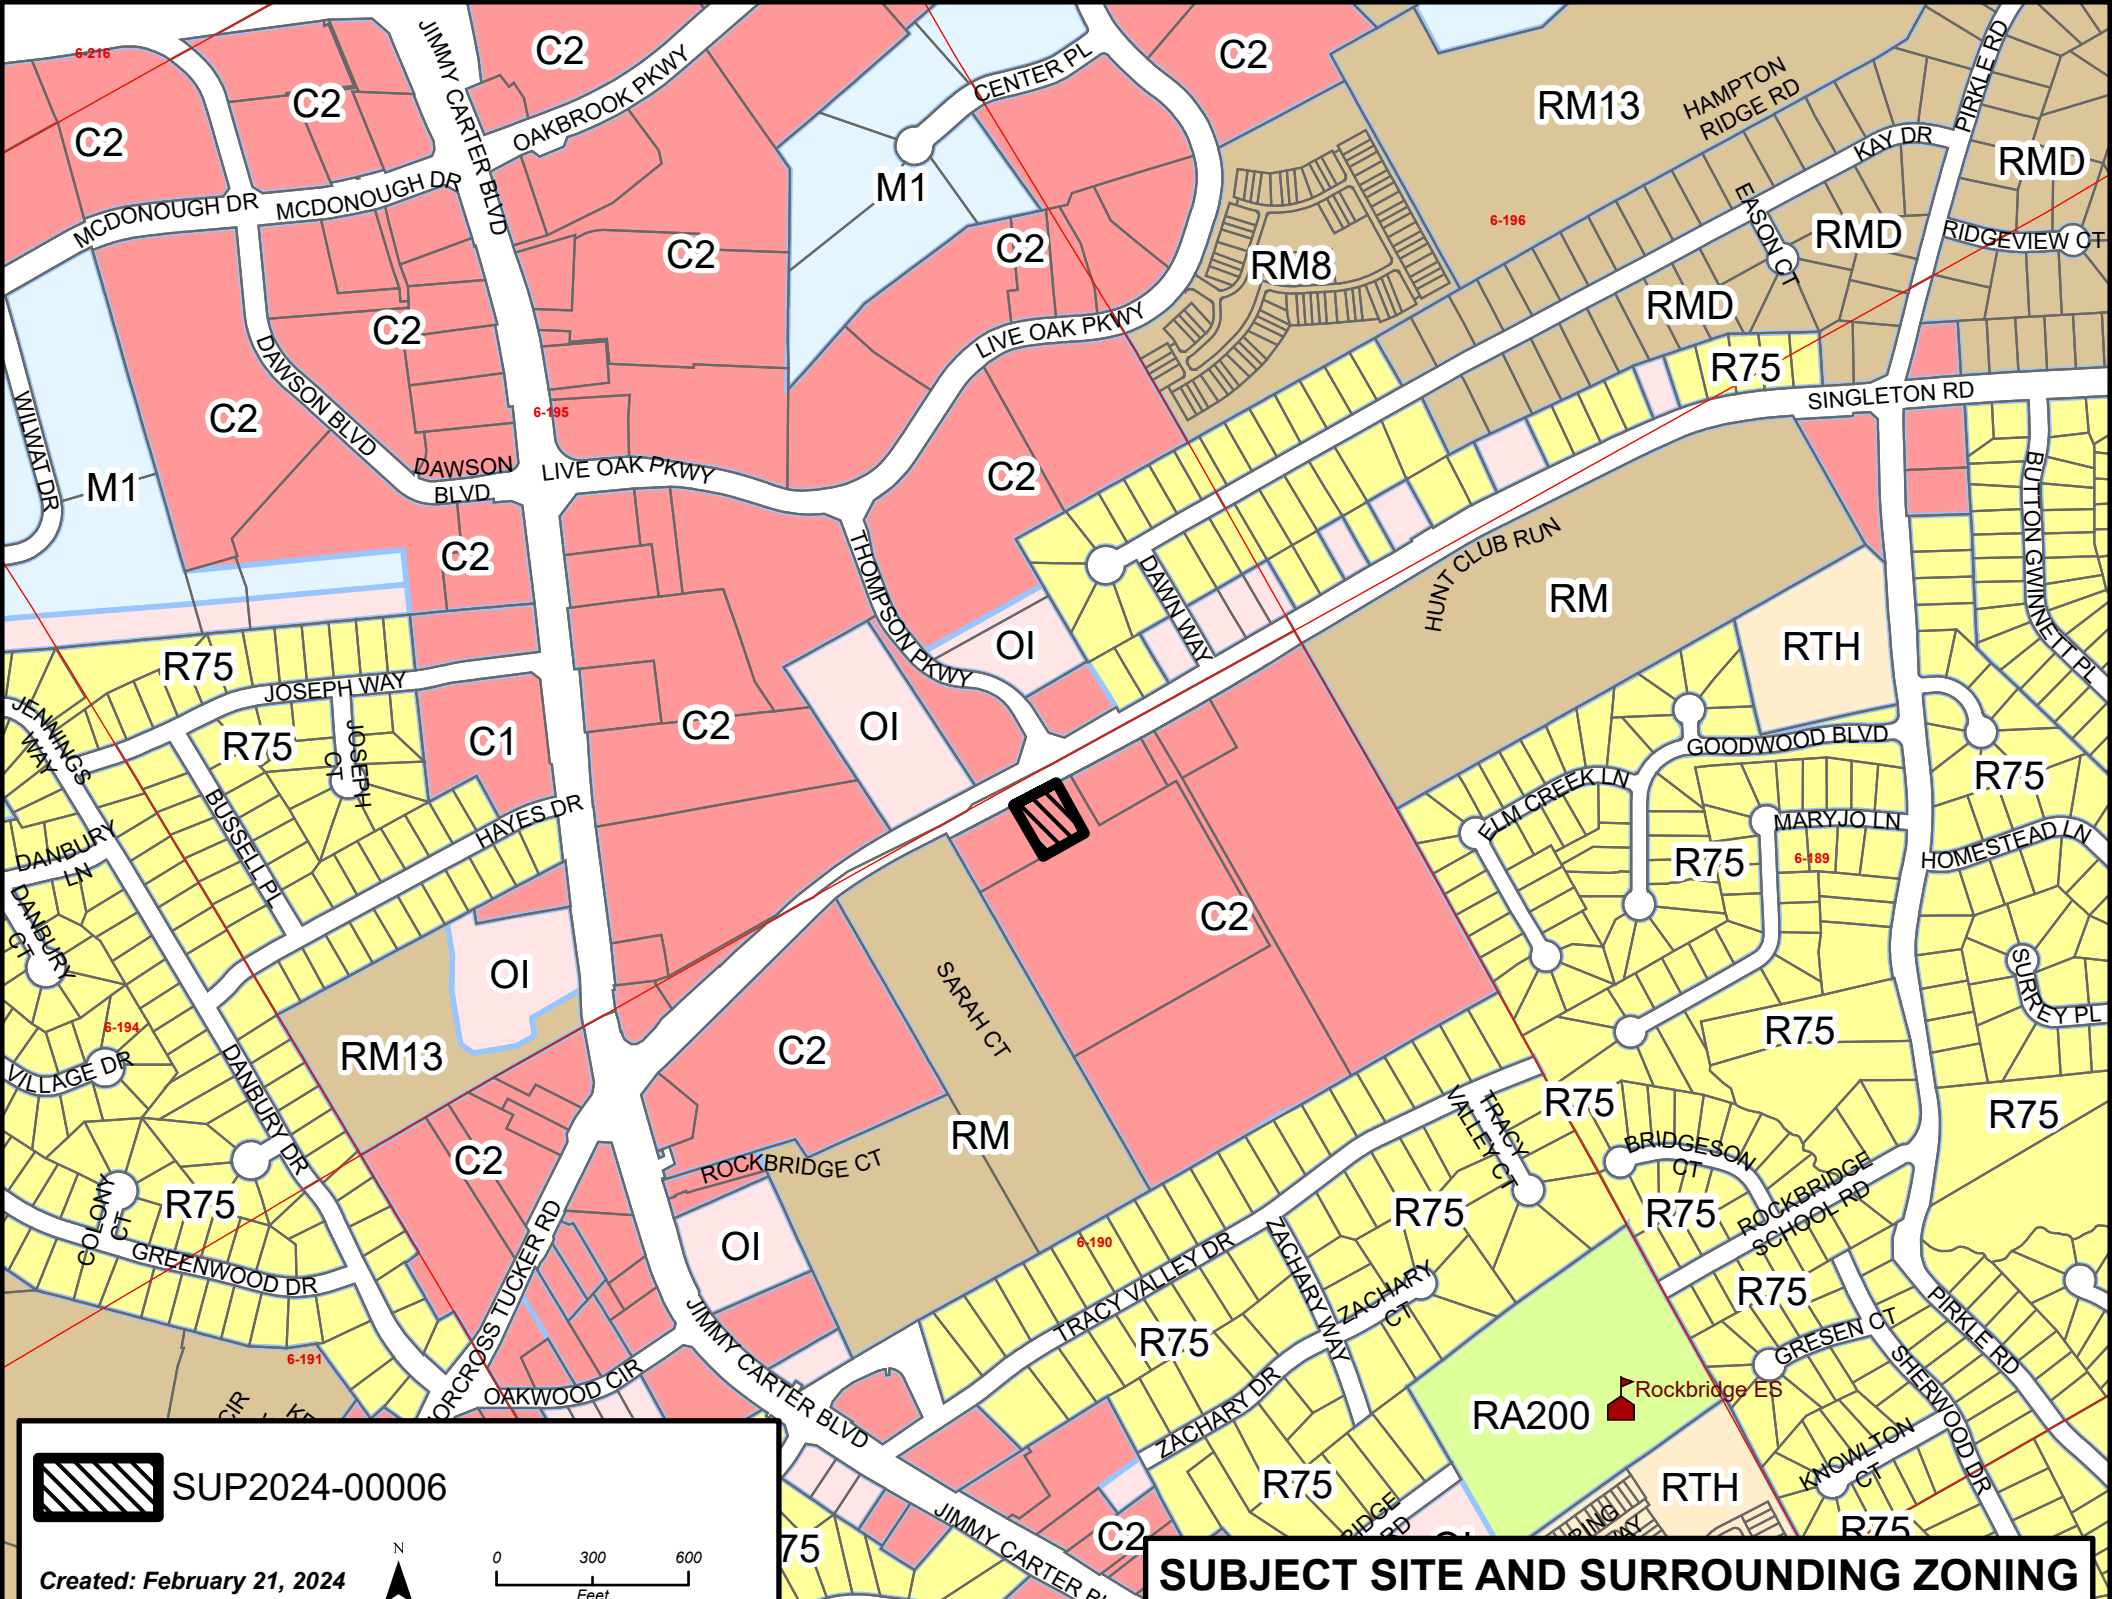 6-216
C2
C2
C2
C2
JIMMY CARTER BLVD
OAKBROOK PKWY
CENTER PL
M1
RM13
HAMPTON
RIDGE RD
KAY DR
PIRKLE RD
RMD
MCDONOUGH DR
MCDONOUGH DR
6-196
EASON CT
RMD
RIDGEVIEW CT
C2
C2
RM8
RMD
C2
LIVE OAK PKWY
DAWSON BLVD
WILWAT DR
C2
6-195
R75
SINGLETON RD
M1
DAWSON
BLVD
LIVE OAK PKWY
C2
BUTTON GWINNETT PL
C2
THOMPSON PKWY
DAWN WAY
HUNT CLUB RUN
RM
OI
RTH
R75
JOSEPH WAY
JENNINGS
WAY
R75
JOSEPH
CT
C1
C2
OI
GOODWOOD BLVD
R75
BUSSELL PL
HAYES DR
ELM CREEK LN
MARYJO LN
HOMESTEAD LN
DANBURY
LN
R75
6-189
DANBURY
CT
C2
OI
SARAH CT
SURREY PL
6-194
RM13
C2
R75
VILLAGE DR
DANBURY DR
TRACY
VALLEY CT
R75
R75
C2
RM
BRIDGESON
CT
ROCKBRIDGE CT
ROCKBRIDGE
SCHOOL RD
COLONY
CT
R75
R75
R75
OI
6-190
GREENWOOD DR
TRACY VALLEY DR
ZACHARY WAY
ZACHARY
CT
R75
GRESEN CT
PIRKLE RD
TUCKER RD
JIMMY CARTER BLVD
R75
SHERWOOD DR
6-191
OAKWOOD CIR
CIR
ZACHARY DR
RA200
Rockbridge ES
KNOWLTON
CT
R75
RTH
R75
C2
JIMMY CARTER
SUP2024-00006
N
0 300 600
Feet
Created: February 21, 2024
SUBJECT SITE AND SURROUNDING ZONING